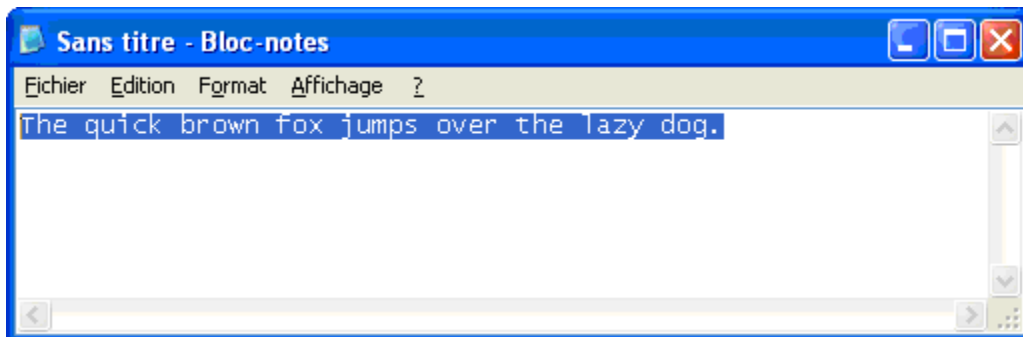 Sans titre - Bloc-notes
Fichier Edition Format Affichage ?
The quick brown fox jumps over the lazy dog.